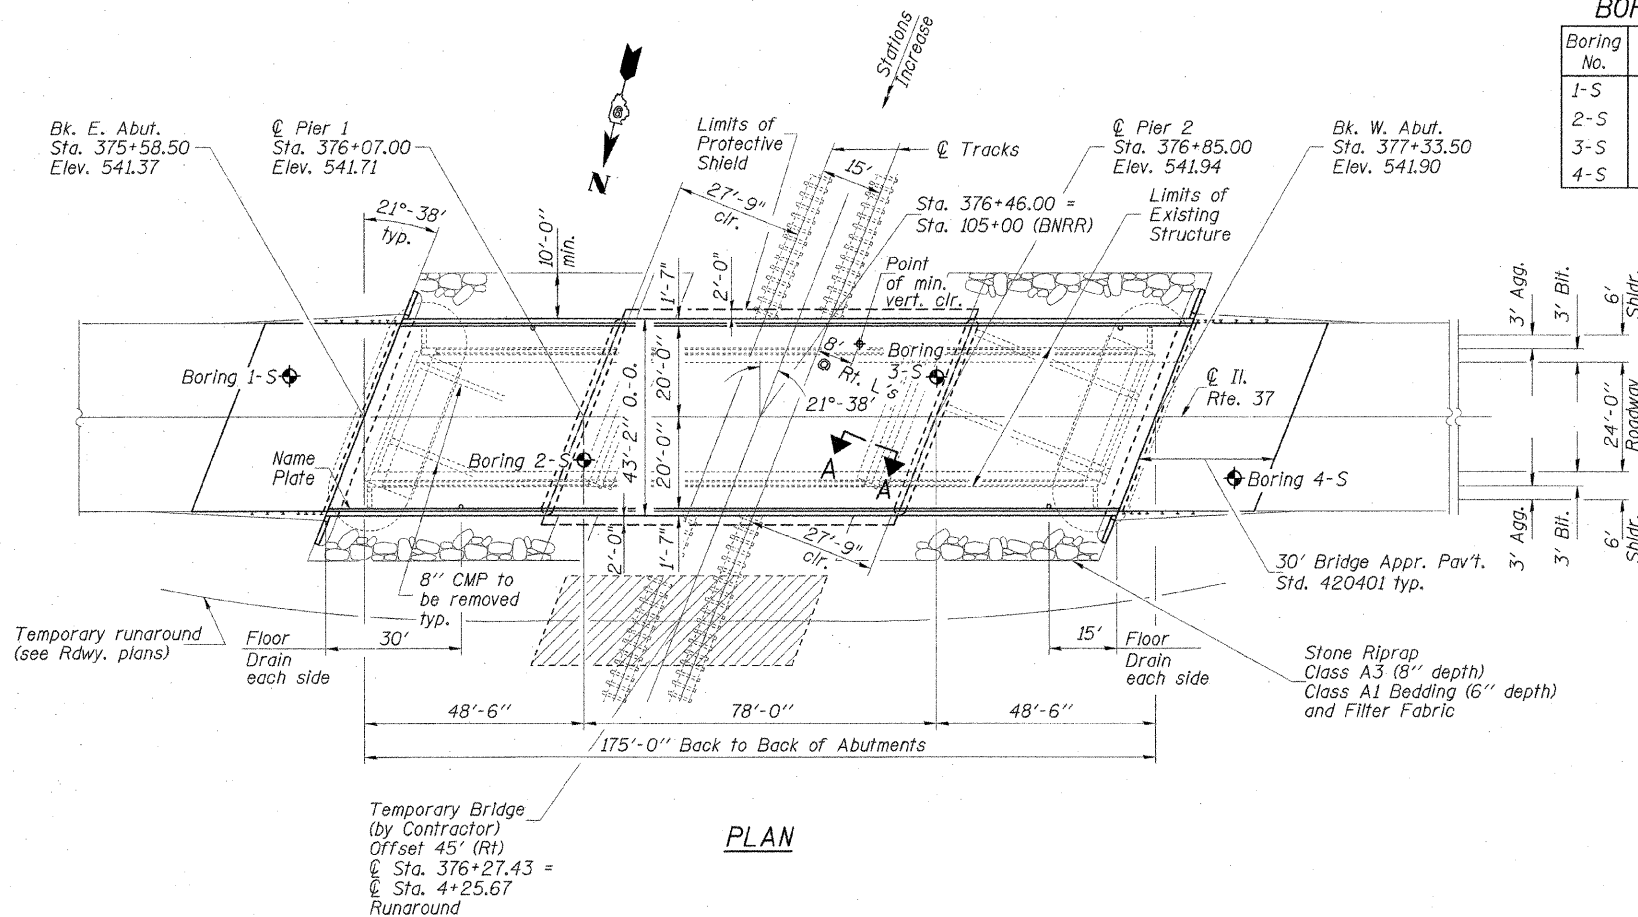 Stations
Increase
BOR
Boring
No.
1-S
2-S
3-S
4-S
Bk. E. Abut.
Sta. 375+58.50
Elev. 541.37
℄ Pier 1
Sta. 376+07.00
Elev. 541.71
N
Limits of
Protective
Shield
℄ Tracks
15'
27'-9"
clr.
Sta. 376+46.00 =
Sta. 105+00 (BNRR)
℄ Pier 2
Sta. 376+85.00
Elev. 541.94
Limits of
Existing
Structure
Bk. W. Abut.
Sta. 377+33.50
Elev. 541.90
21°-38'
typ.
10'-0"
min.
1'-7"
2'-0"
Point
of min.
vert. clr.
3' Agg.
3' Bit.
6'
Shldr.
Boring 1-S
8'
Rt. L's
Boring
3-S
21°-38'
20'-0"
43'-2" O.-O.
20'-0"
℄ Il.
Rte. 37
24'-0"
Roadway
Name
Plate
Boring 2-S
A
A
Boring 4-S
2'-0"
1'-7"
27'-9"
clr.
3' Agg.
3' Bit.
6'
Shldr.
30' Bridge Appr. Pav't.
Std. 420401 typ.
8" CMP to
be removed
typ.
Temporary runaround
(see Rdwy. plans)
Floor
Drain
each side
30'
15'
Floor
Drain
each side
Stone Riprap
Class A3 (8" depth)
Class A1 Bedding (6" depth)
and Filter Fabric
48'-6"
78'-0"
48'-6"
175'-0" Back to Back of Abutments
Temporary Bridge
(by Contractor)
Offset 45' (Rt)
℄ Sta. 376+27.43 =
℄ Sta. 4+25.67
Runaround
PLAN